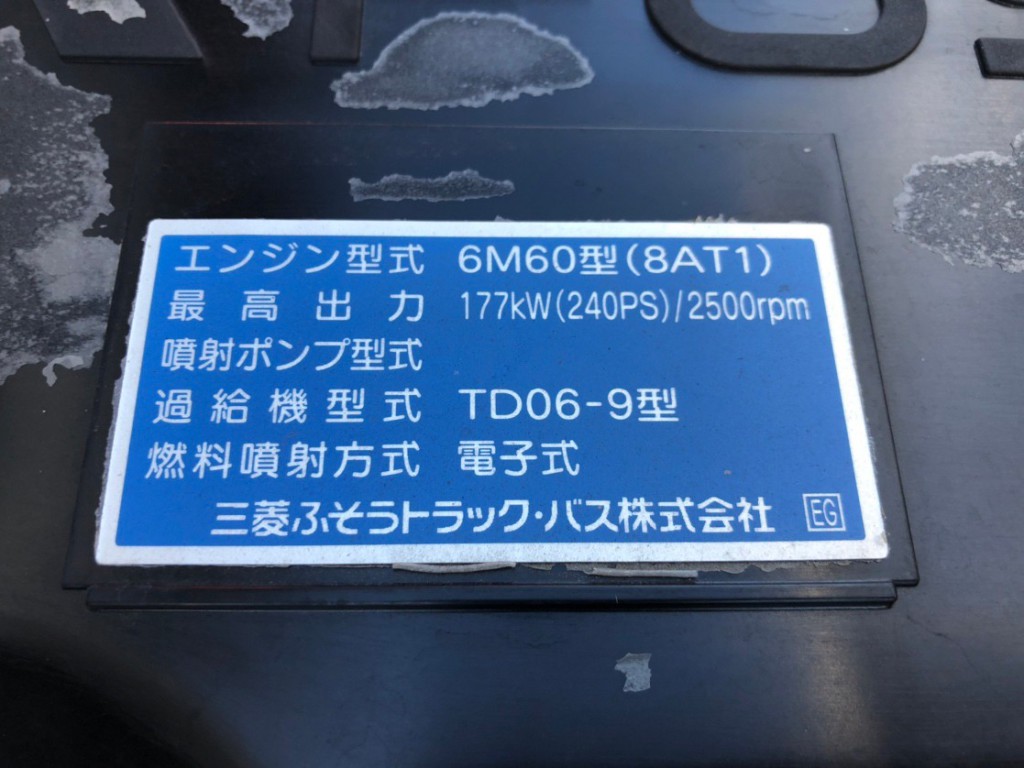 エンジン型式 6M60型(8AT1)
最高出力 177kW(240PS)/2500rpm
噴射ポンプ型式
過給機型式 TD06-9型
燃料噴射方式 電子式
三菱ふそうトラック・バス株式会社 EG